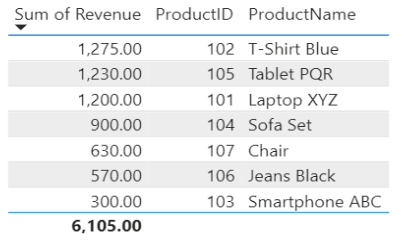 Sum of Revenue ProductID ProductName
1,275.00 102 T-Shirt Blue
1,230.00 105 Tablet PQR
1,200.00 101 Laptop XYZ
900.00 104 Sofa Set
630.00 107 Chair
570.00 106 Jeans Black
300.00 103 Smartphone ABC
6,105.00